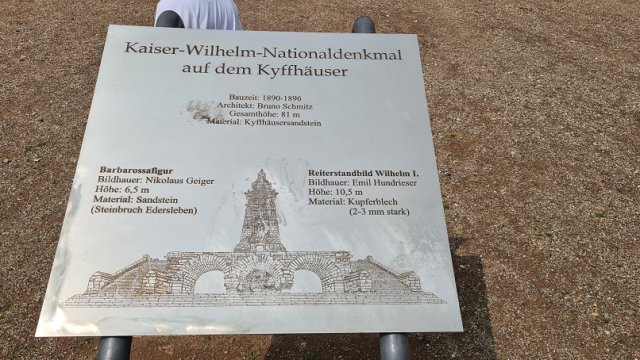 Kaiser-Wilhelm-Nationaldenkmal
auf dem Kyffhäuser
Bauzeit: 1890-1896
Architekt: Bruno Schmitz
Gesamthöhe: 81 m
Material: Kyffhäusersandstein
Barbarossafigur
Bildhauer: Nikolaus Geiger
Höhe: 6,5 m
Material: Sandstein
(Steinbruch Edersleben)
Reiterstandbild Wilhelm I.
Bildhauer: Emil Hundrieser
Höhe: 10,5 m
Material: Kupferblech
(2-3 mm stark)